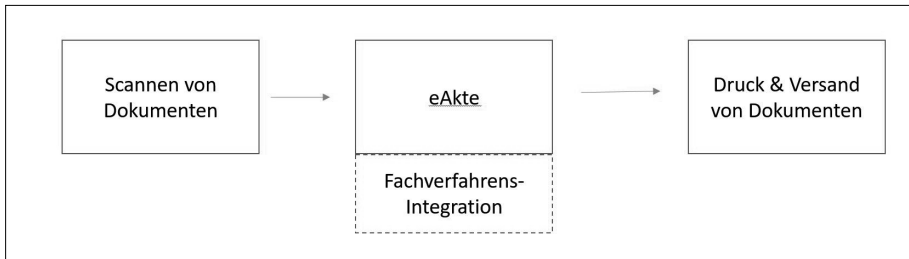 Scannen von
Dokumenten
eAkte
Druck & Versand
von Dokumenten
Fachverfahrens-
Integration